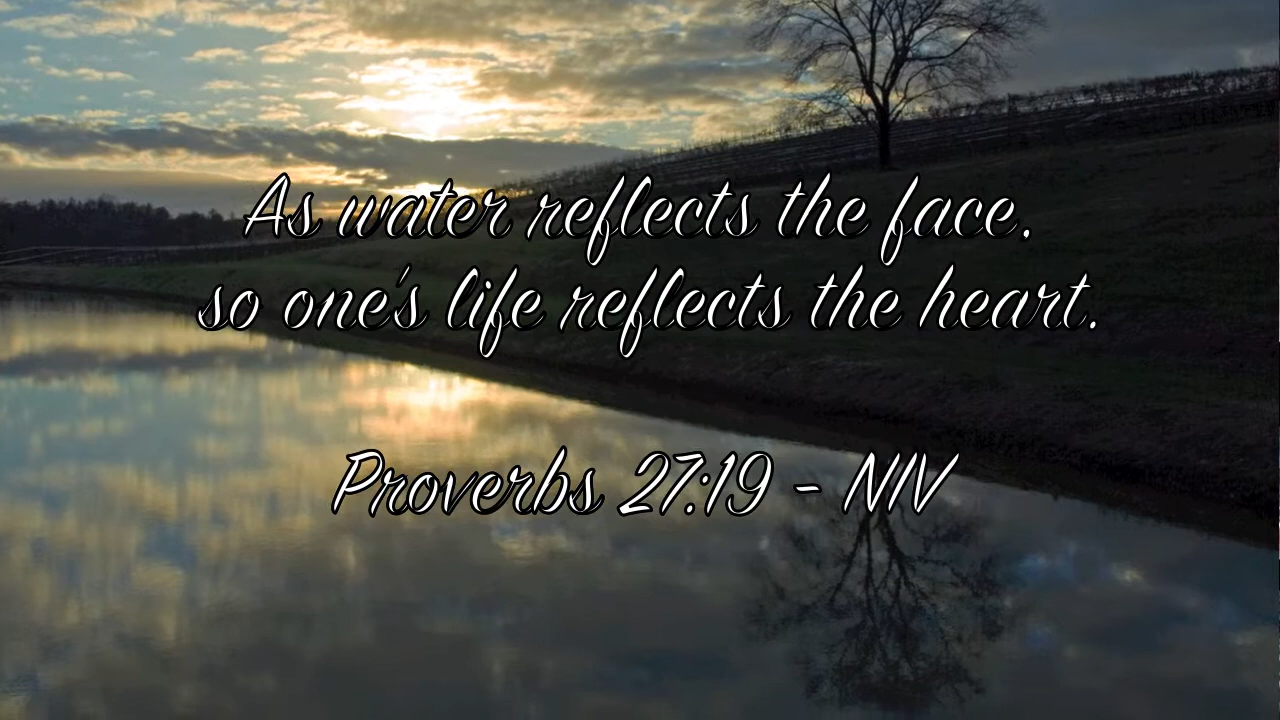 As water reflects the face,
so one's life reflects the heart.
Proverbs 27:19 - NIV